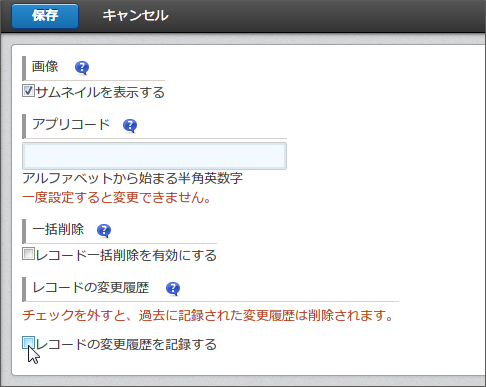 保存 キャンセル
画像 ?
サムネイルを表示する
アプリコード ?
アルファベットから始まる半角英数字
一度設定すると変更できません。
一括削除 ?
レコード一括削除を有効にする
レコードの変更履歴 ?
チェックを外すと、過去に記録された変更履歴は削除されます。
レコードの変更履歴を記録する